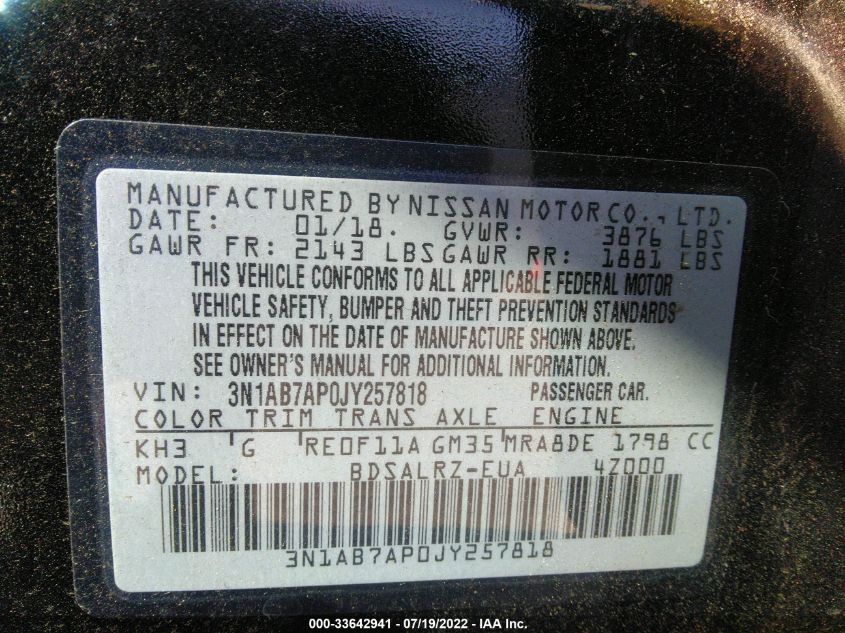 MANUFACTURED BY NISSAN MOTOR CO., LTD.
DATE: 01/18. GVWR: 3876 LBS
GAWR FR: 2143 LBS GAWR RR: 1881 LBS
THIS VEHICLE CONFORMS TO ALL APPLICABLE FEDERAL MOTOR
VEHICLE SAFETY, BUMPER AND THEFT PREVENTION STANDARDS
IN EFFECT ON THE DATE OF MANUFACTURE SHOWN ABOVE.
SEE OWNER'S MANUAL FOR ADDITIONAL INFORMATION.
VIN: 3N1AB7AP0JY257818 PASSENGER CAR.
COLOR TRIM TRANS AXLE ENGINE
KH3 G RE0F11A GM35 MRA8DE 1798 CC
MODEL: BDSALRZ-EUA 4Z000
3N1AB7AP0JY257818
000-33642941 - 07/19/2022 - IAA Inc.